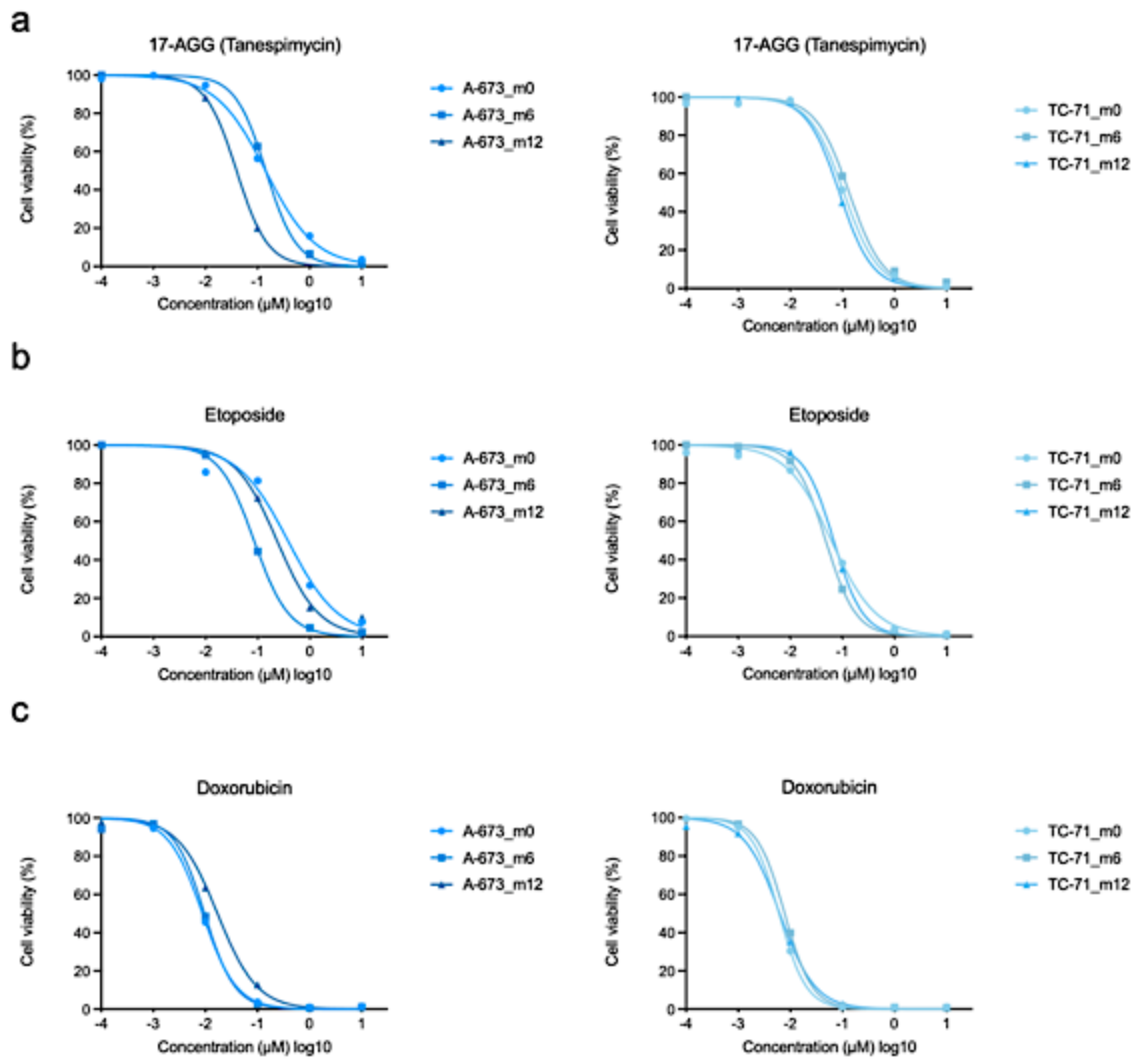 a
17-AGG (Tanespimycin)
Cell viability (%)
100
80
60
40
20
0
-4 -3 -2 -1 0 1
Concentration (µM) log10
A-673_m0
A-673_m6
A-673_m12
17-AGG (Tanespimycin)
Cell viability (%)
100
80
60
40
20
0
-4 -3 -2 -1 0 1
Concentration (µM) log10
TC-71_m0
TC-71_m6
TC-71_m12
b
Etoposide
Cell viability (%)
100
80
60
40
20
0
-4 -3 -2 -1 0 1
Concentration (µM) log10
A-673_m0
A-673_m6
A-673_m12
Etoposide
Cell viability (%)
100
80
60
40
20
0
-4 -3 -2 -1 0 1
Concentration (µM) log10
TC-71_m0
TC-71_m6
TC-71_m12
c
Doxorubicin
Cell viability (%)
100
80
60
40
20
0
-4 -3 -2 -1 0 1
Concentration (µM) log10
A-673_m0
A-673_m6
A-673_m12
Doxorubicin
Cell viability (%)
100
80
60
40
20
0
-4 -3 -2 -1 0 1
Concentration (µM) log10
TC-71_m0
TC-71_m6
TC-71_m12